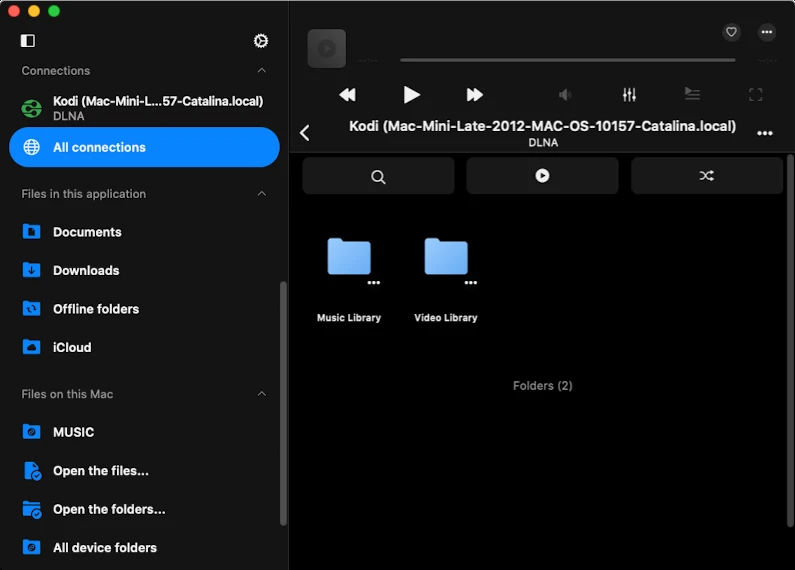 Connections
Kodi (Mac-Mini-L...57-Catalina.local)
DLNA
All connections
Files in this application
Documents
Downloads
Offline folders
iCloud
Files on this Mac
MUSIC
Open the files...
Open the folders...
All device folders
Kodi (Mac-Mini-Late-2012-MAC-OS-10157-Catalina.local)
DLNA
Music Library
Video Library
Folders (2)